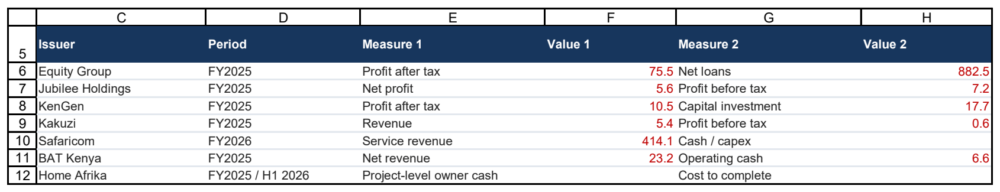 C D E F G H
5 Issuer Period Measure 1 Value 1 Measure 2 Value 2
6 Equity Group FY2025 Profit after tax 75.5 Net loans 882.5
7 Jubilee Holdings FY2025 Net profit 5.6 Profit before tax 7.2
8 KenGen FY2025 Profit after tax 10.5 Capital investment 17.7
9 Kakuzi FY2025 Revenue 5.4 Profit before tax 0.6
10 Safaricom FY2026 Service revenue 414.1 Cash / capex
11 BAT Kenya FY2025 Net revenue 23.2 Operating cash 6.6
12 Home Afrika FY2025 / H1 2026 Project-level owner cash Cost to complete